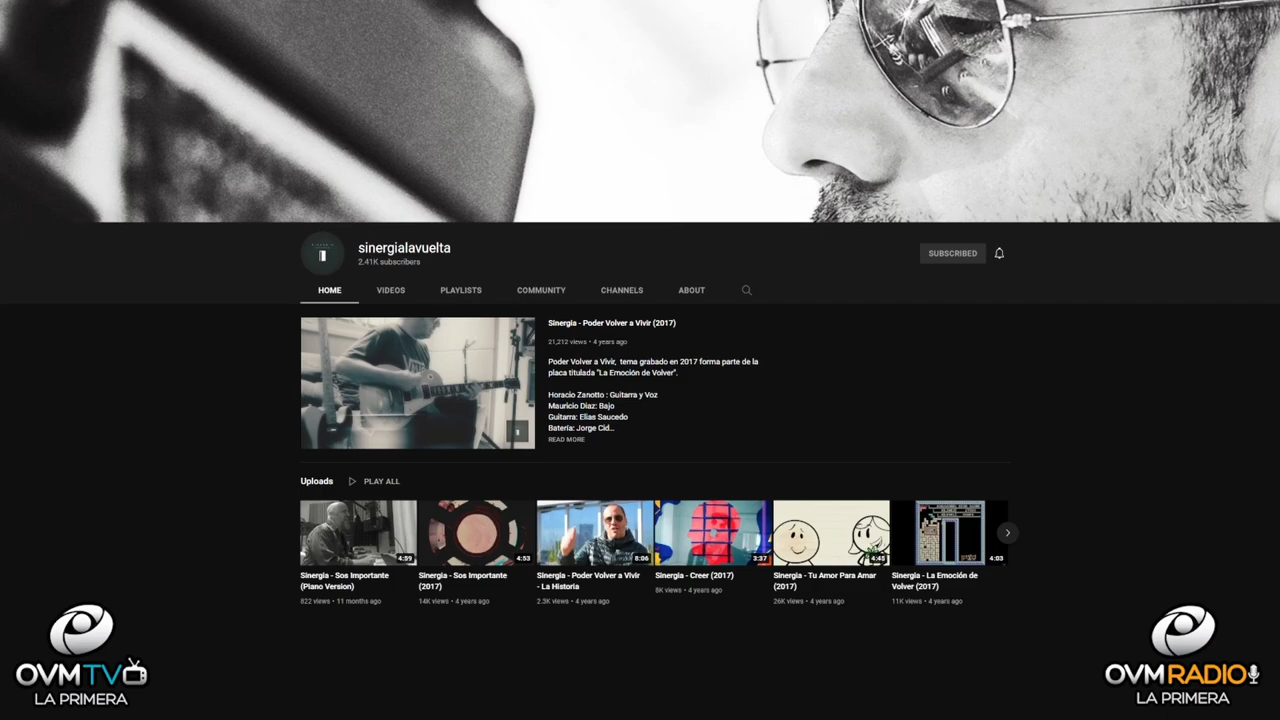 sinergialavuelta
2.41K subscribers
SUBSCRIBED
HOME VIDEOS PLAYLISTS COMMUNITY CHANNELS ABOUT
Sinergia - Poder Volver a Vivir (2017)
21,212 views • 4 years ago
Poder Volver a Vivir, tema grabado en 2017 forma parte de la
placa titulada "La Emoción de Volver".
Horacio Zanotto : Guitarra y Voz
Mauricio Diaz: Bajo
Guitarra: Elias Saucedo
Batería: Jorge Cid...
READ MORE
Uploads PLAY ALL
4:59
Sinergia - Sos Importante
(Piano Version)
822 views • 11 months ago
4:53
Sinergia - Sos Importante
(2017)
14K views • 4 years ago
8:06
Sinergia - Poder Volver a Vivir
- La Historia
2.3K views • 4 years ago
3:37
Sinergia - Creer (2017)
8K views • 4 years ago
4:45
Sinergia - Tu Amor Para Amar
(2017)
26K views • 4 years ago
4:03
Sinergia - La Emoción de
Volver (2017)
11K views • 4 years ago
OVMTV
LA PRIMERA
OVMRADIO
LA PRIMERA